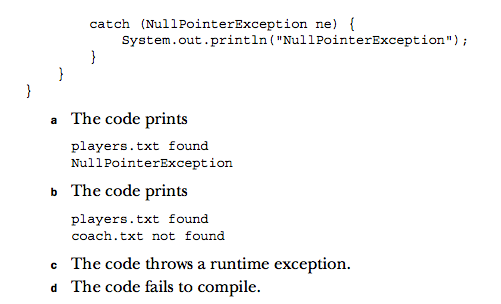 catch (NullPointerException ne) {
System.out.println("NullPointerException");
}
}
}
a The code prints
players.txt found
NullPointerException
b The code prints
players.txt found
coach.txt not found
c The code throws a runtime exception.
d The code fails to compile.